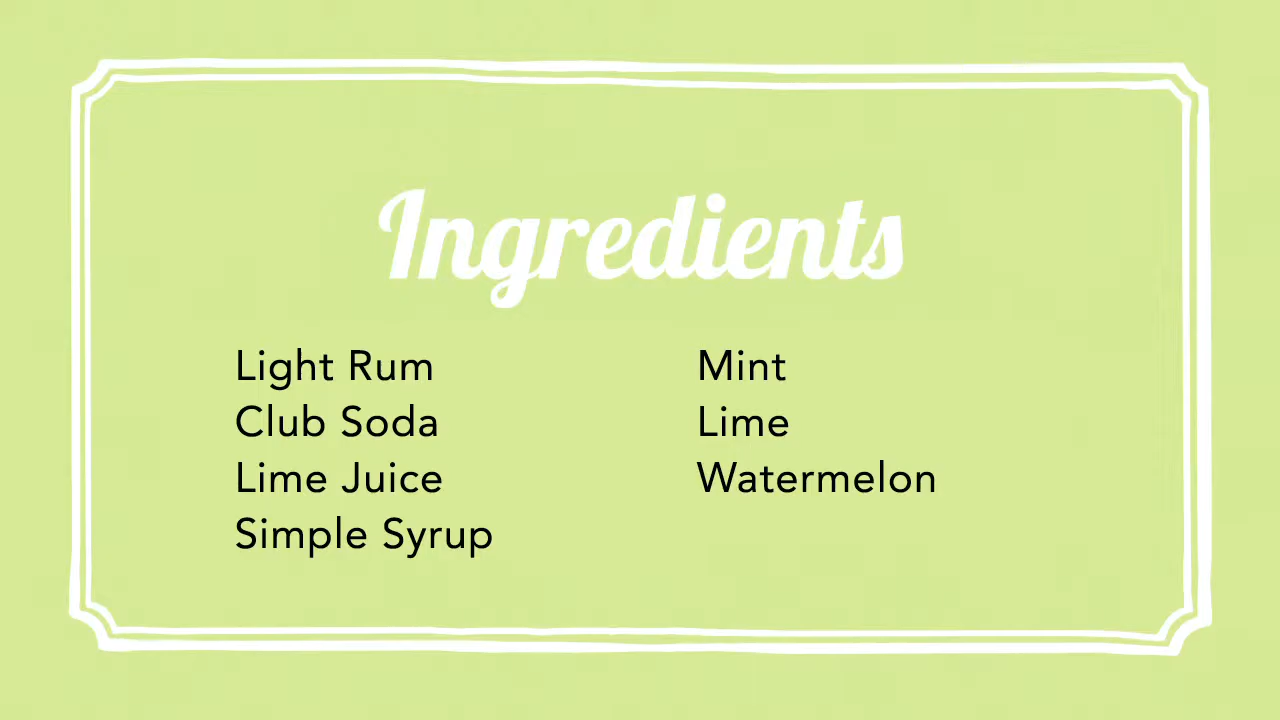 Ingredients
Light Rum
Club Soda
Lime Juice
Simple Syrup
Mint
Lime
Watermelon